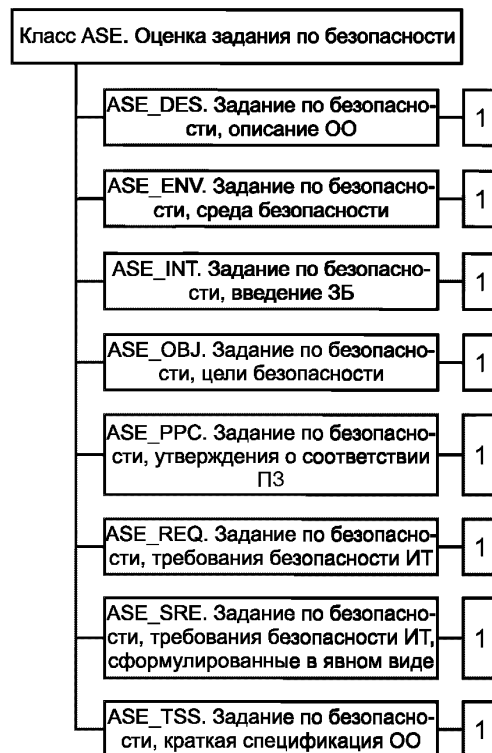 Класс ASE. Оценка задания по безопасности
ASE_DES. Задание по безопасно-
сти, описание ОО
1
ASE_ENV. Задание по безопасно-
сти, среда безопасности
1
ASE_INT. Задание по безопасно-
сти, введение ЗБ
1
ASE_OBJ. Задание по безопасно-
сти, цели безопасности
1
ASE_PPC. Задание по безопасно-
сти, утверждения о соответствии
ПЗ
1
ASE_REQ. Задание по безопасно-
сти, требования безопасности ИТ
1
ASE_SRE. Задание по безопасно-
сти, требования безопасности ИТ,
сформулированные в явном виде
1
ASE_TSS. Задание по безопасно-
сти, краткая спецификация ОО
1